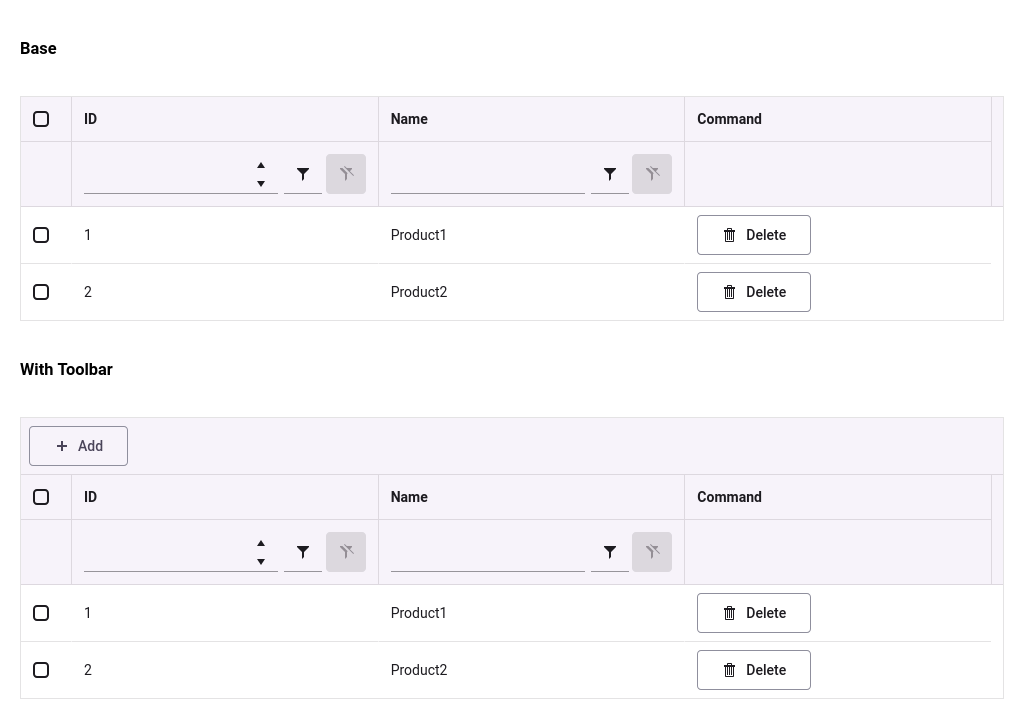 Base
ID Name Command
1 Product1 Delete
2 Product2 Delete
With Toolbar
Add
ID Name Command
1 Product1 Delete
2 Product2 Delete